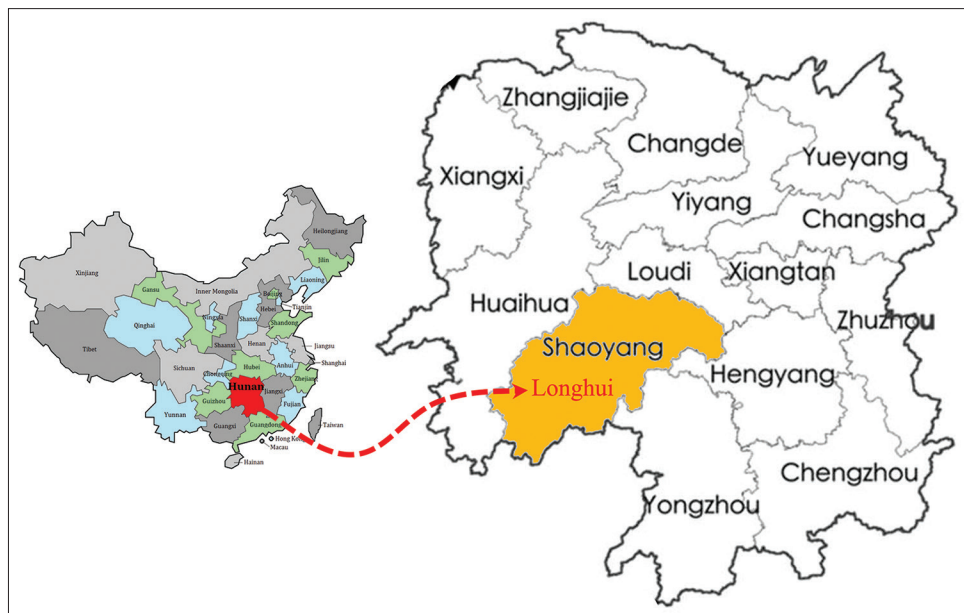 Heilongjiang
Jilin
Xinjiang
Liaoning
Gansu
Inner Mongolia
Beijing
Hebei
Tianjin
Ningxia
Shanxi
Qinghai
Shandong
Shaanxi
Henan
Jiangsu
Tibet
Shanghai
Sichuan
Chongqing
Hubei
Anhui
Zhejiang
Hunan
Guizhou
Jiangxi
Fujian
Yunnan
Guangxi
Guangdong
Taiwan
Hong Kong
Macau
Hainan
Zhangjiajie
Changde
Yueyang
Xiangxi
Yiyang
Changsha
Loudi
Xiangtan
Huaihua
Zhuzhou
Shaoyang
Hengyang
Longhui
Chengzhou
Yongzhou